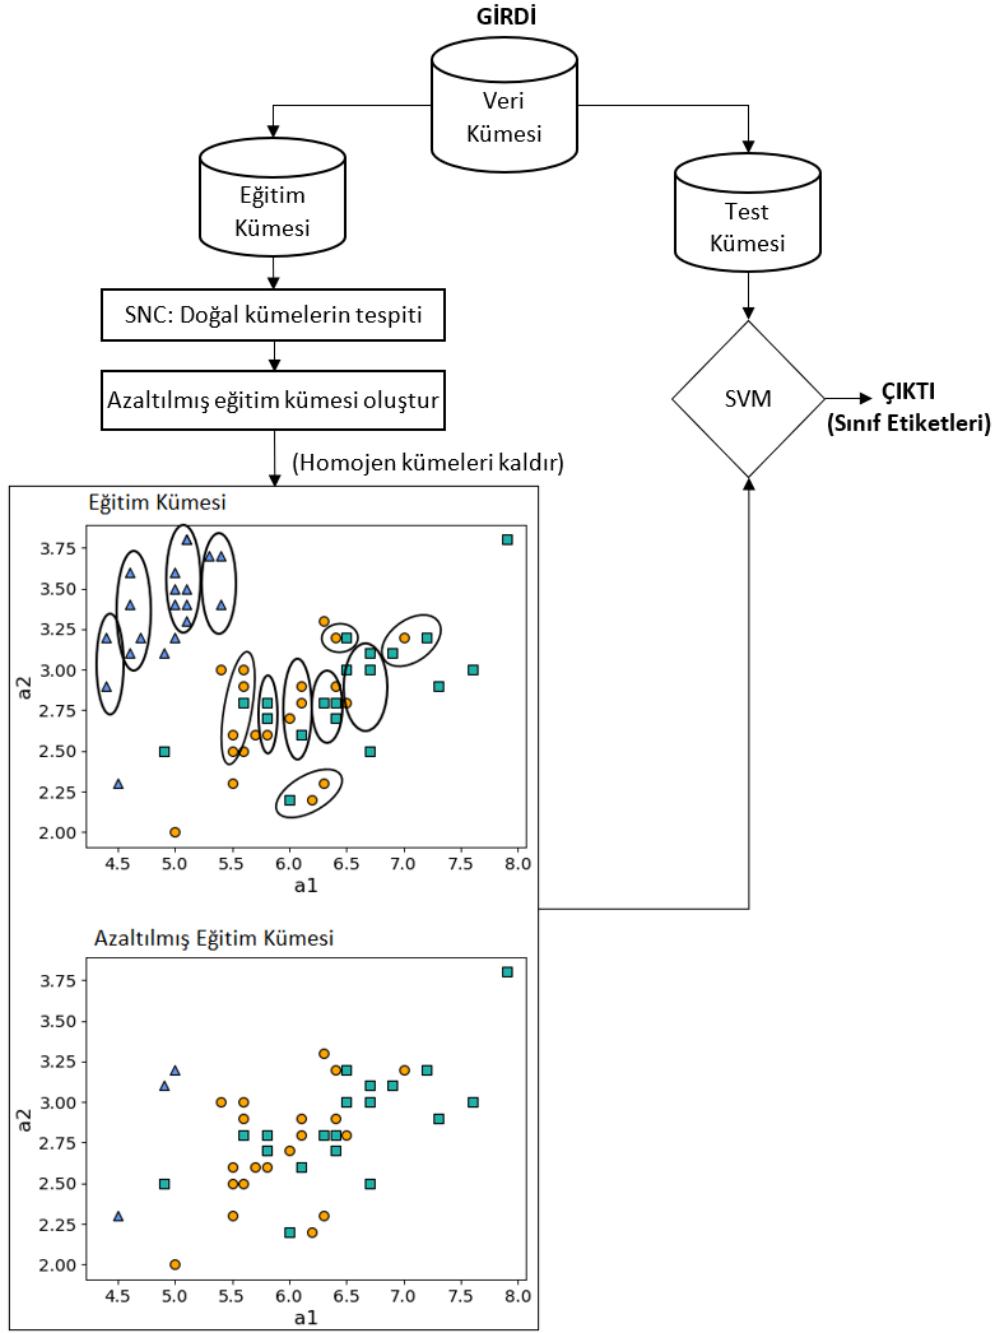 GİRDİ
Veri
Kümesi
Eğitim
Kümesi
Test
Kümesi
SNC: Doğal kümelerin tespiti
Azaltılmış eğitim kümesi oluştur
SVM
ÇIKTI
(Sınıf Etiketleri)
(Homojen kümeleri kaldır)
Eğitim Kümesi
3.75
3.50
3.25
3.00
2.75
2.50
2.25
2.00
a2
4.5 5.0 5.5 6.0 6.5 7.0 7.5 8.0
a1
Azaltılmış Eğitim Kümesi
3.75
3.50
3.25
3.00
2.75
2.50
2.25
2.00
a2
4.5 5.0 5.5 6.0 6.5 7.0 7.5 8.0
a1